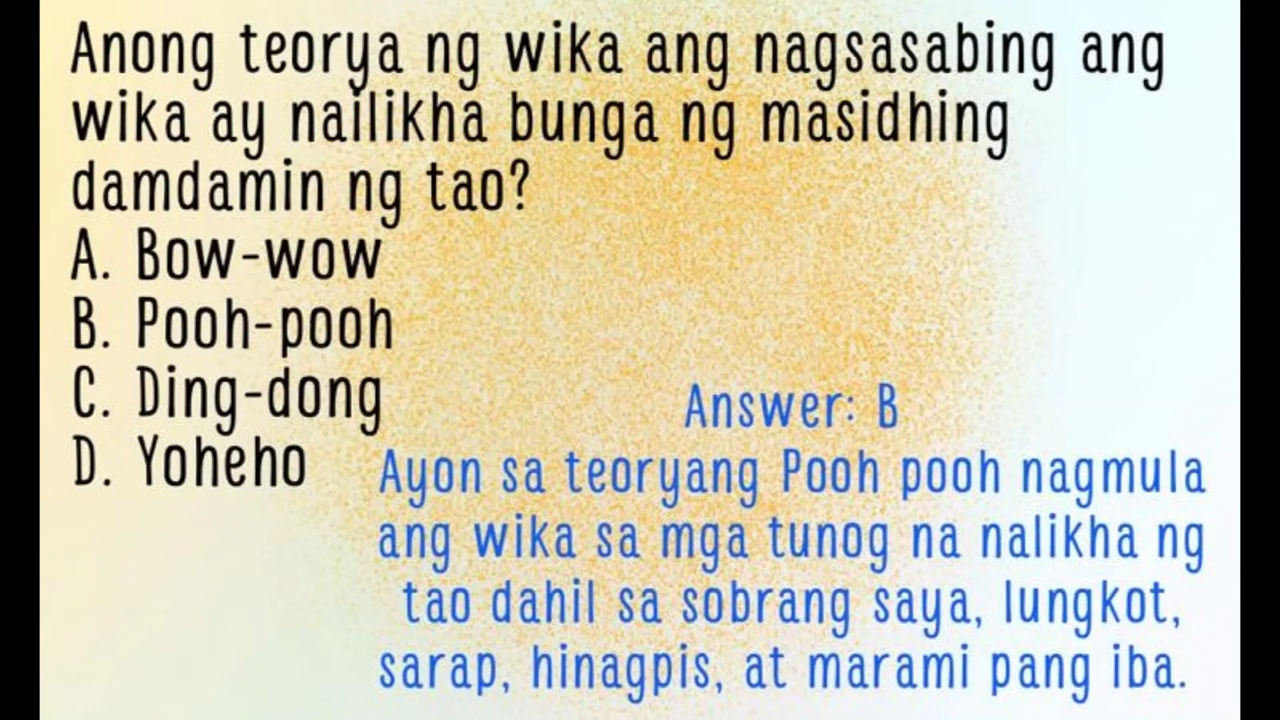 Anong teorya ng wika ang nagsasabing ang
wika ay nailikha bunga ng masidhing
damdamin ng tao?
A. Bow-wow
B. Pooh-pooh
C. Ding-dong
D. Yoheho
Answer: B
Ayon sa teoryang Pooh pooh nagmula
ang wika sa mga tunog na nalikha ng
tao dahil sa sobrang saya, lungkot,
sarap, hinagpis, at marami pang iba.